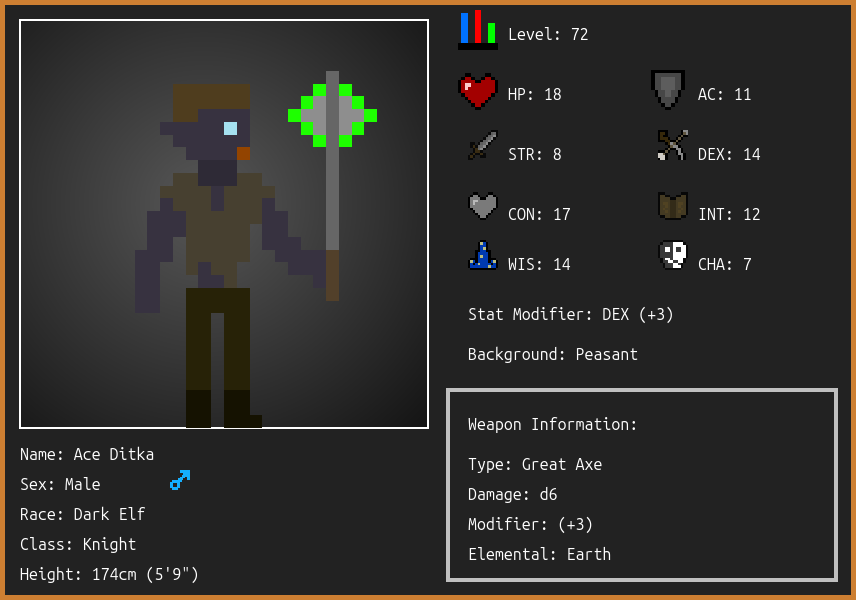 Level: 72
HP: 18
AC: 11
STR: 8
DEX: 14
CON: 17
INT: 12
WIS: 14
CHA: 7
Stat Modifier: DEX (+3)
Background: Peasant
Weapon Information:
Type: Great Axe
Damage: d6
Modifier: (+3)
Elemental: Earth
Name: Ace Ditka
Sex: Male
Race: Dark Elf
Class: Knight
Height: 174cm (5'9")